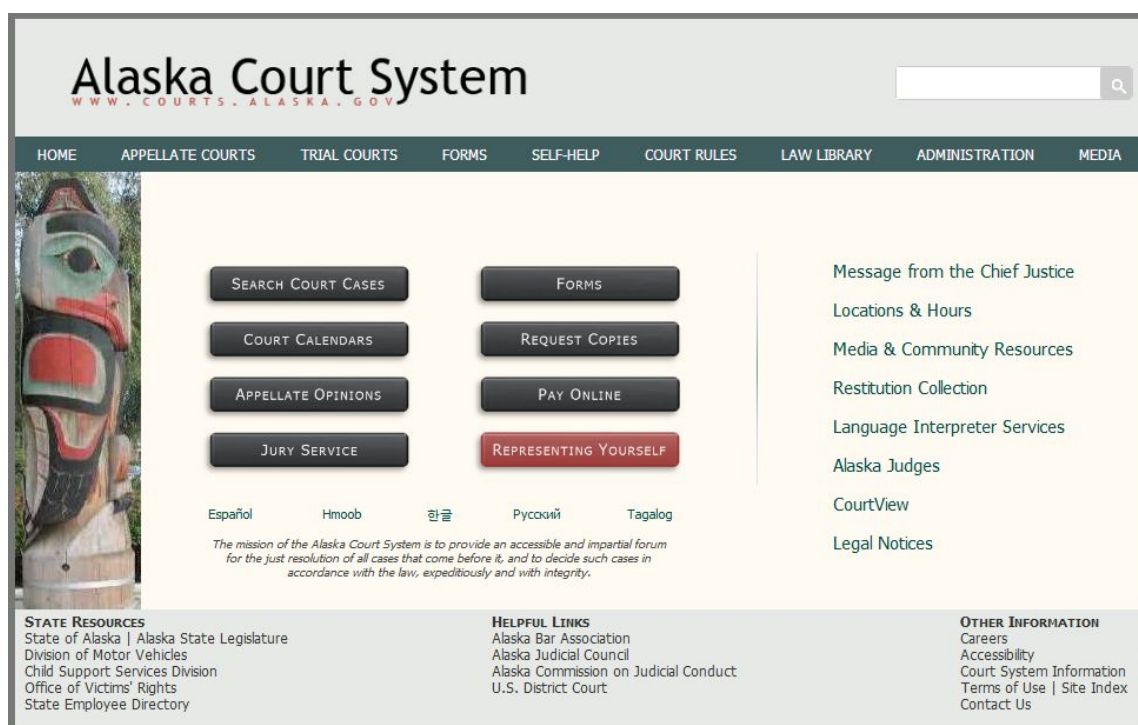 Alaska Court System
WWW.COURTS.ALASKA.GOV
HOME APPELLATE COURTS TRIAL COURTS FORMS SELF-HELP COURT RULES LAW LIBRARY ADMINISTRATION MEDIA
SEARCH COURT CASES
FORMS
COURT CALENDARS
REQUEST COPIES
APPELLATE OPINIONS
PAY ONLINE
JURY SERVICE
REPRESENTING YOURSELF
Español Hmoob 한글 Русский Tagalog
The mission of the Alaska Court System is to provide an accessible and impartial forum
for the just resolution of all cases that come before it, and to decide such cases in
accordance with the law, expeditiously and with integrity.
Message from the Chief Justice
Locations & Hours
Media & Community Resources
Restitution Collection
Language Interpreter Services
Alaska Judges
CourtView
Legal Notices
STATE RESOURCES
State of Alaska | Alaska State Legislature
Division of Motor Vehicles
Child Support Services Division
Office of Victims' Rights
State Employee Directory
HELPFUL LINKS
Alaska Bar Association
Alaska Judicial Council
Alaska Commission on Judicial Conduct
U.S. District Court
OTHER INFORMATION
Careers
Accessibility
Court System Information
Terms of Use | Site Index
Contact Us